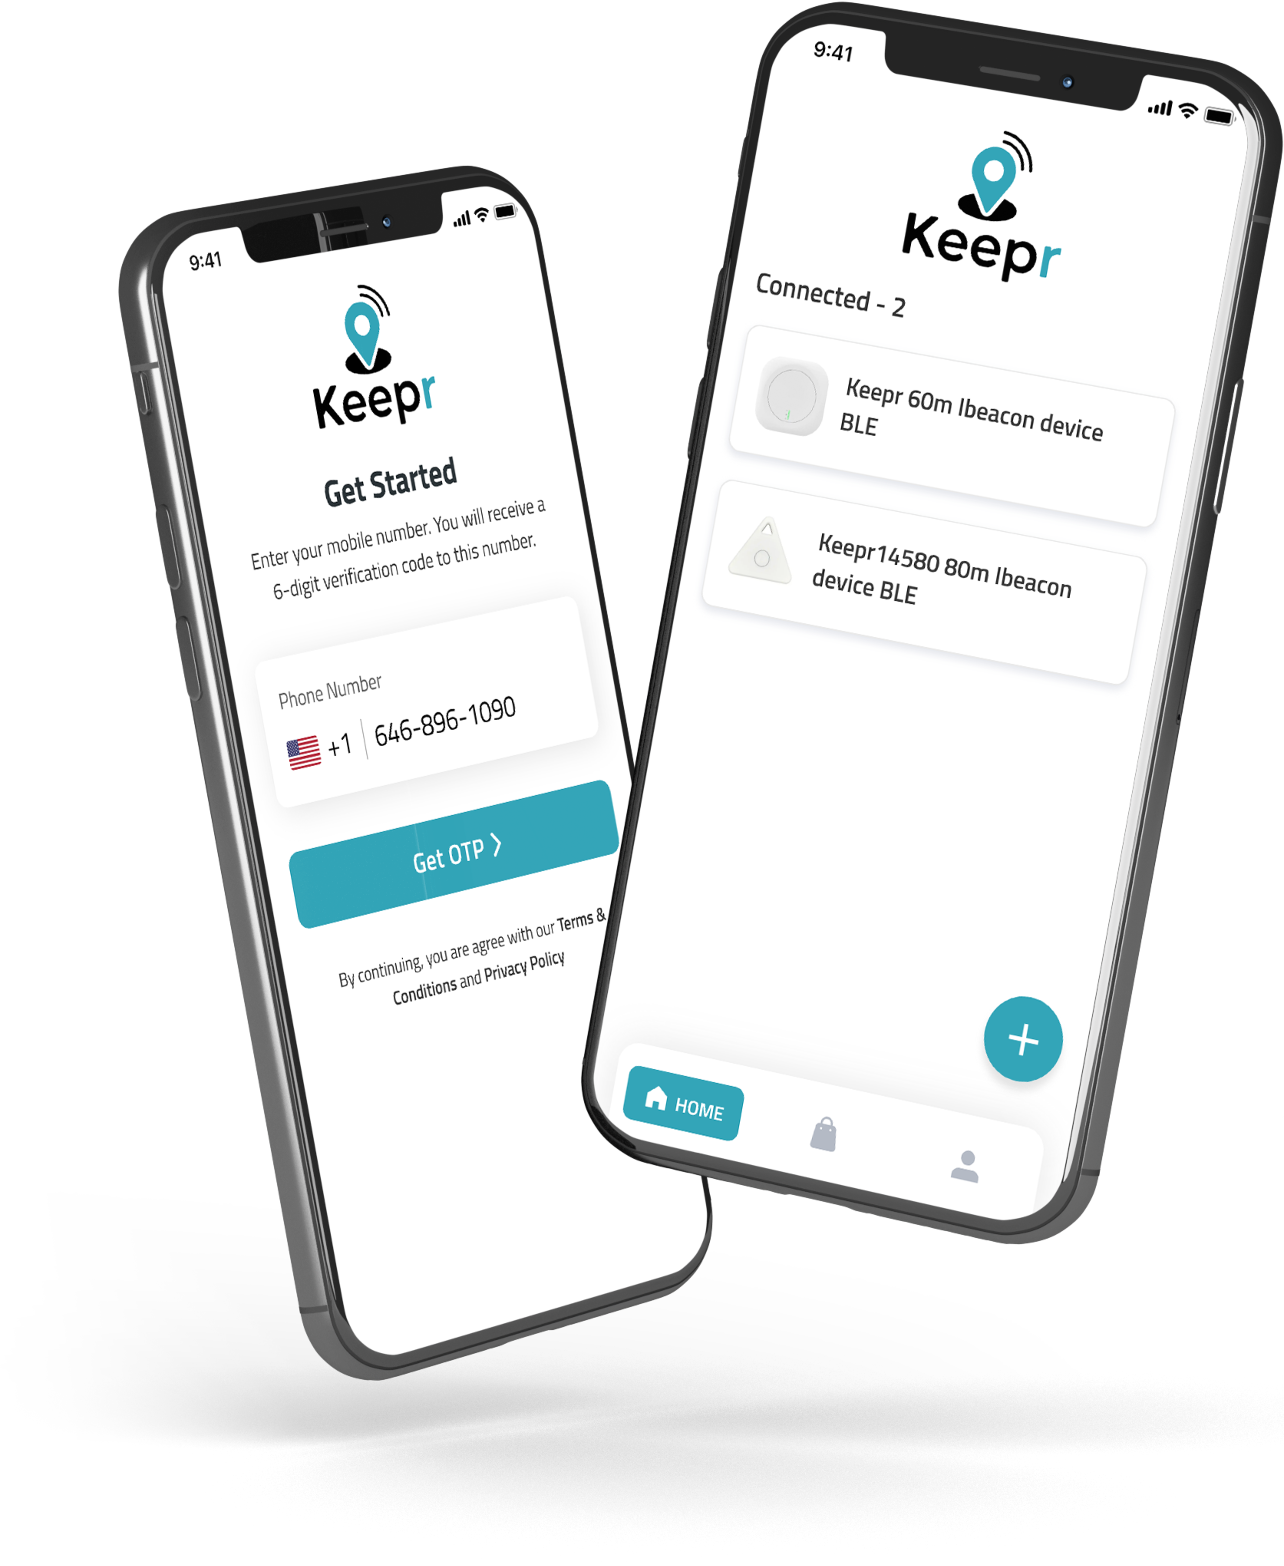 9:41
Keepr
Get Started
Enter your mobile number. You will receive a
6-digit verification code to this number.
Phone Number
+1 646-896-1090
Get OTP
By continuing, you are agree with our Terms &
Conditions and Privacy Policy
9:41
Keepr
Connected - 2
Keepr 60m Ibeacon device
BLE
Keepr14580 80m Ibeacon
device BLE
HOME